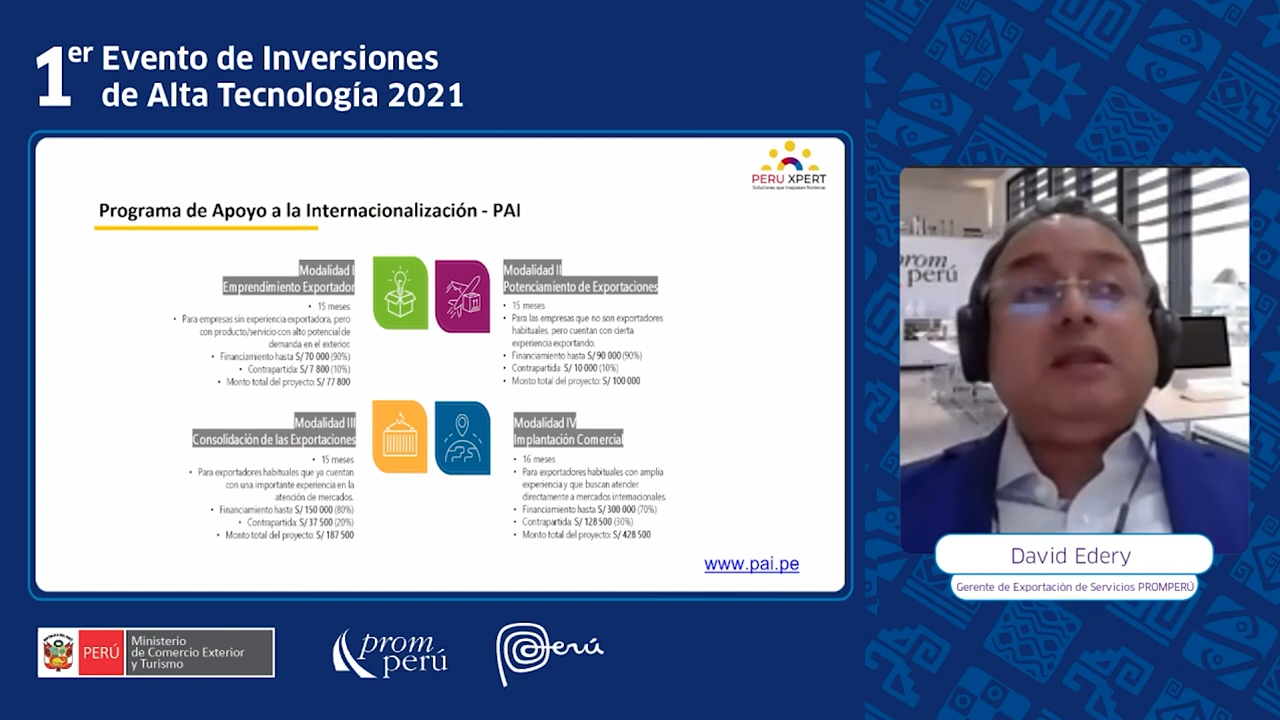 1er Evento de Inversiones
de Alta Tecnología 2021
PERU XPERT
Soluciones que traspasan fronteras
Programa de Apoyo a la Internacionalización - PAI
Modalidad I
Emprendimiento Exportador
• 15 meses
• Para empresas sin experiencia exportadora, pero
con producto/servicio con alto potencial de
demanda en el exterior.
• Financiamiento hasta S/ 70 000 (90%)
• Contrapartida: S/ 7 800 (10%)
• Monto total del proyecto: S/ 77 800
Modalidad II
Potenciamiento de Exportaciones
• 15 meses
• Para las empresas que no son exportadores
habituales, pero cuentan con cierta
experiencia exportando.
• Financiamiento hasta S/ 90 000 (90%)
• Contrapartida: S/ 10 000 (10%)
• Monto total del proyecto: S/ 100 000
Modalidad III
Consolidación de las Exportaciones
• 15 meses
• Para exportadores habituales que ya cuentan
con una importante experiencia en la
atención de mercados.
• Financiamiento hasta S/ 150 000 (80%)
• Contrapartida: S/ 37 500 (20%)
• Monto total del proyecto: S/ 187 500
Modalidad IV
Implantación Comercial
• 16 meses
• Para exportadores habituales con amplia
experiencia y que buscan atender
directamente a mercados internacionales.
• Financiamiento hasta S/ 300 000 (70%)
• Contrapartida: S/ 128 500 (30%)
• Monto total del proyecto: S/ 428 500
www.pai.pe
prom
perú
David Edery
Gerente de Exportación de Servicios PROMPERÚ
PERÚ
Ministerio
de Comercio Exterior
y Turismo
prom
perú
Perú